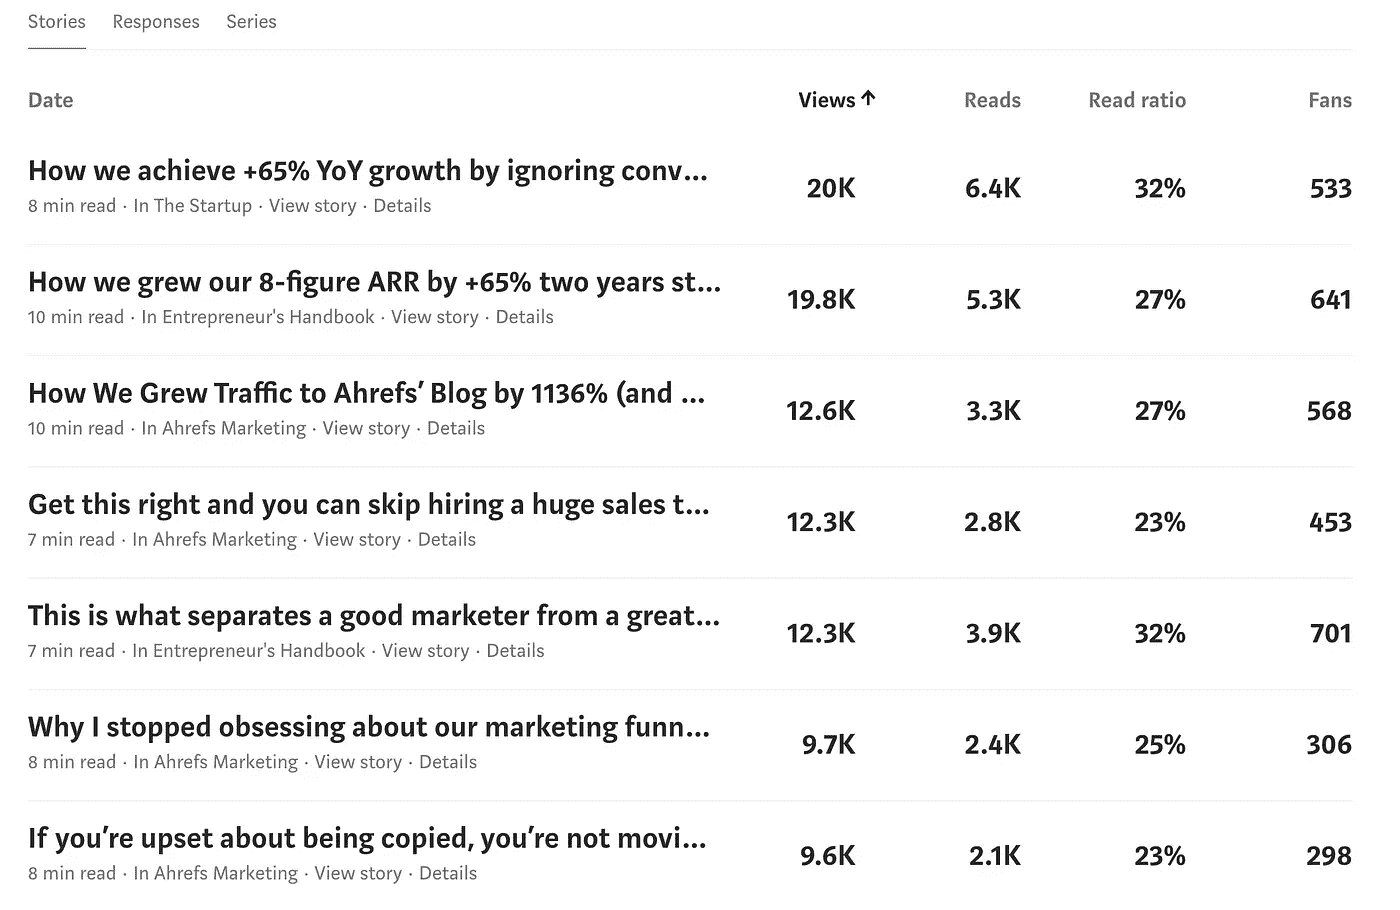 Stories Responses Series
Date Views ↑ Reads Read ratio Fans
How we achieve +65% YoY growth by ignoring conv... 20K 6.4K 32% 533
8 min read · In The Startup · View story · Details
How we grew our 8-figure ARR by +65% two years st... 19.8K 5.3K 27% 641
10 min read · In Entrepreneur's Handbook · View story · Details
How We Grew Traffic to Ahrefs’ Blog by 1136% (and ... 12.6K 3.3K 27% 568
10 min read · In Ahrefs Marketing · View story · Details
Get this right and you can skip hiring a huge sales t... 12.3K 2.8K 23% 453
7 min read · In Ahrefs Marketing · View story · Details
This is what separates a good marketer from a great... 12.3K 3.9K 32% 701
7 min read · In Entrepreneur's Handbook · View story · Details
Why I stopped obsessing about our marketing funn... 9.7K 2.4K 25% 306
8 min read · In Ahrefs Marketing · View story · Details
If you’re upset about being copied, you’re not movi... 9.6K 2.1K 23% 298
8 min read · In Ahrefs Marketing · View story · Details